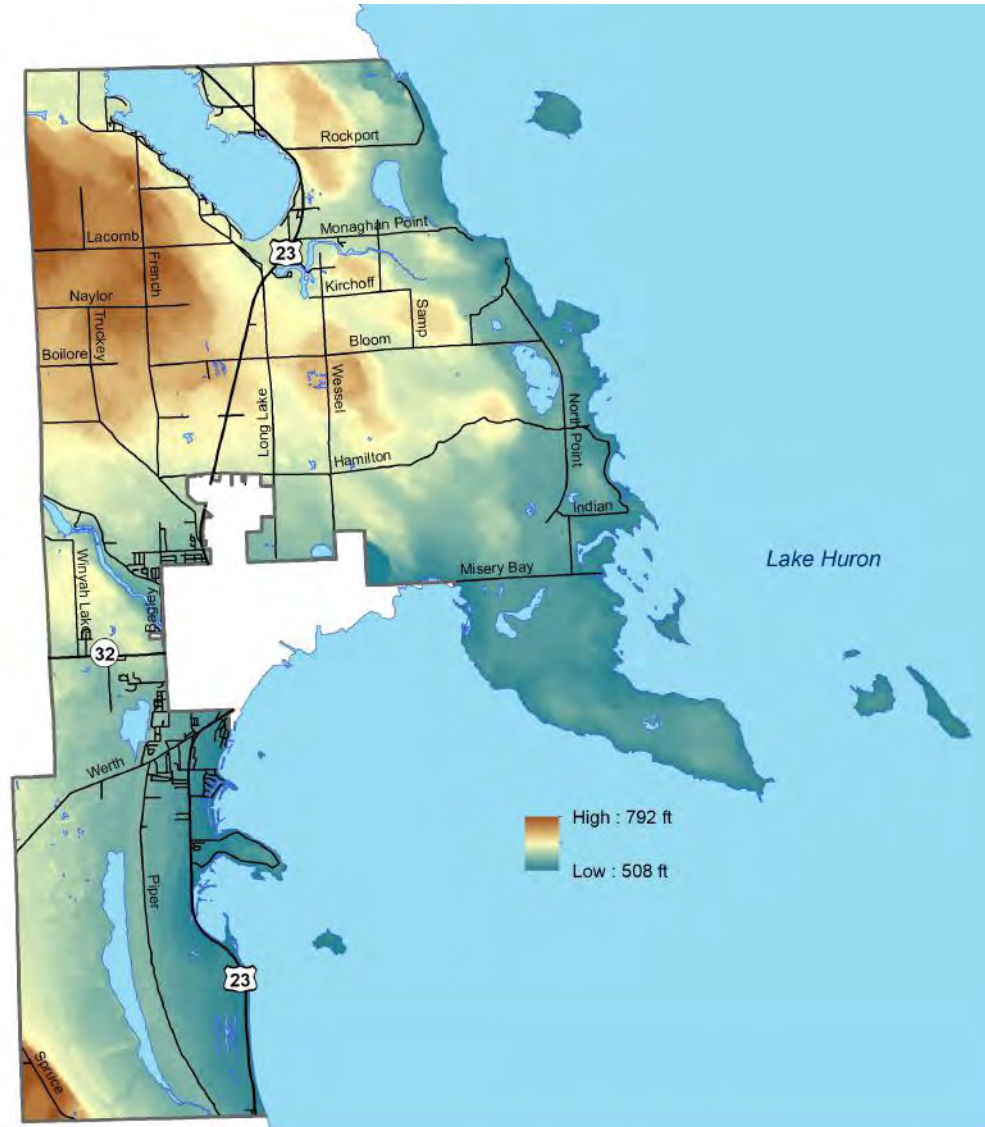 Rockport
Monaghan Point
Lacomb
23
French
Kirchoff
Naylor
Truckey
Samp
Bloom
Boilore
Wessel
Long Lake
North Point
Hamilton
Indian
Lake Huron
Misery Bay
Winyah Lake
Bagley
32
Werth
High : 792 ft
Low : 508 ft
Piper
23
Spruce